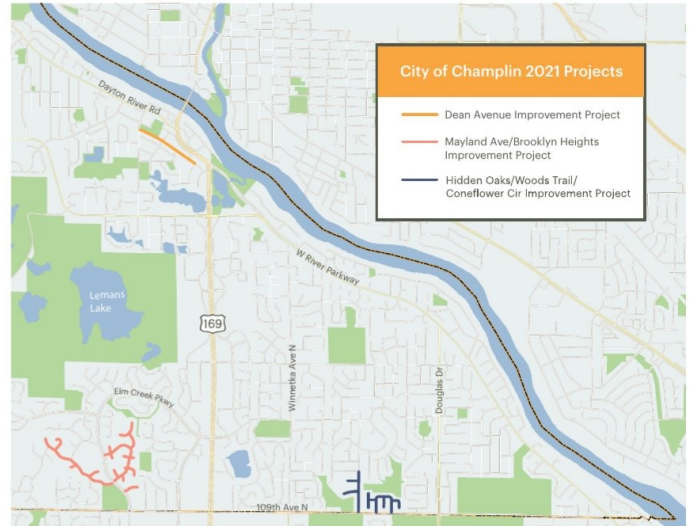 City of Champlin 2021 Projects
Dean Avenue Improvement Project
Mayland Ave/Brooklyn Heights
Improvement Project
Hidden Oaks/Woods Trail/
Coneflower Cir Improvement Project
Dayton River Rd
W River Parkway
Lemans
Lake
169
Winnetka Ave N
Douglas Dr
Elm Creek Pkwy
109th Ave N